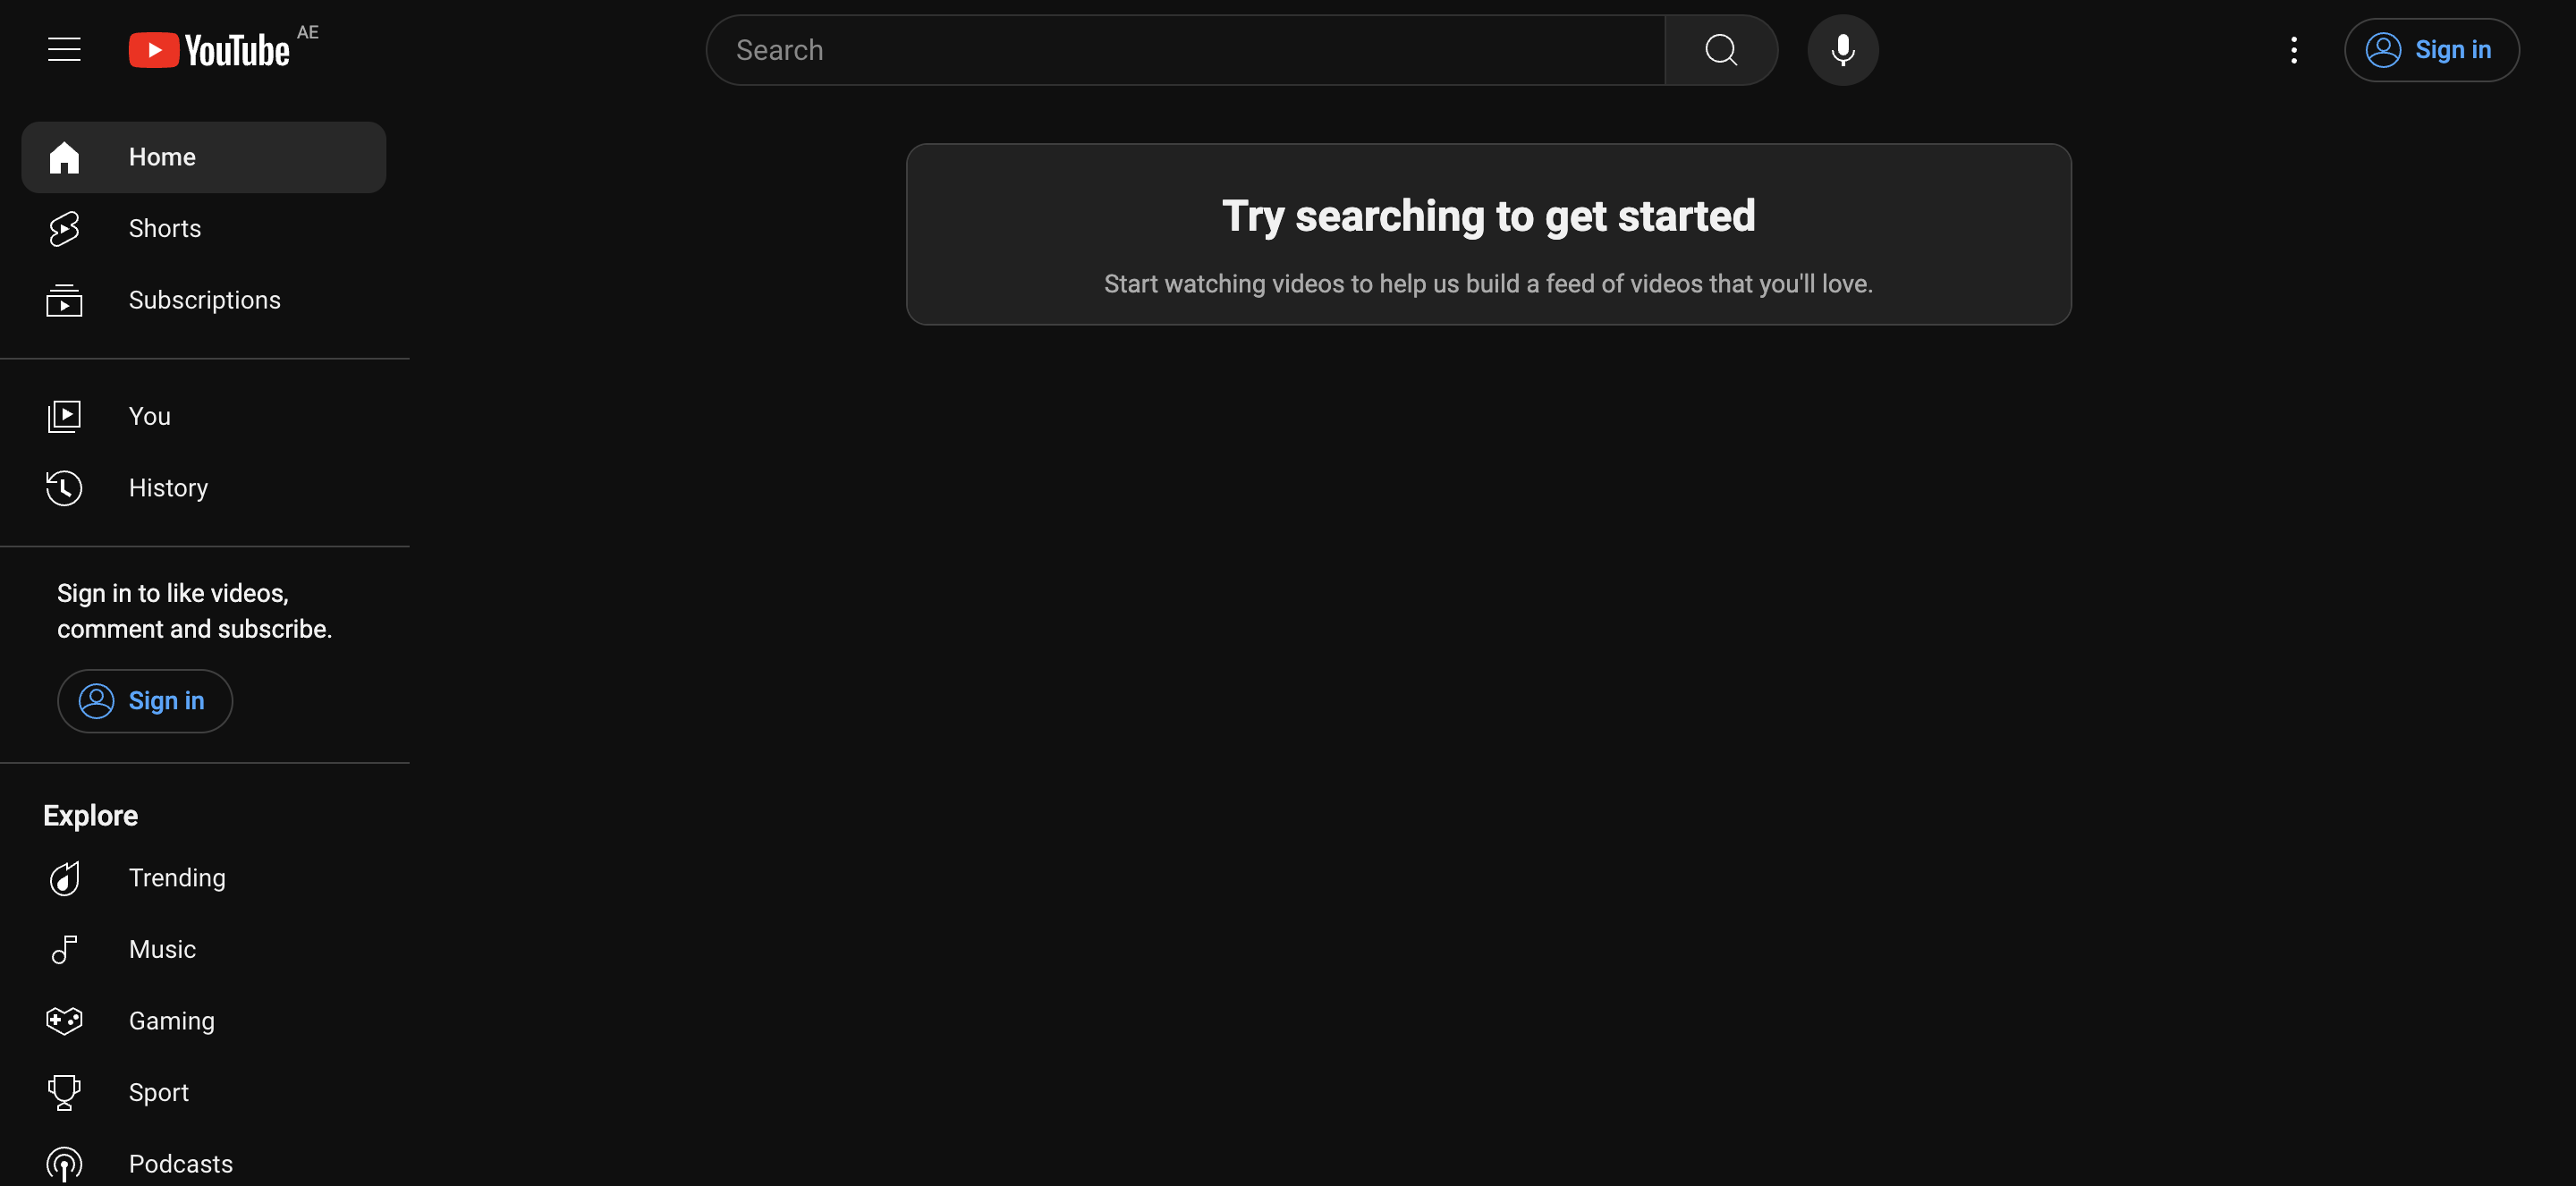 YouTube AE
Search
Sign in
Home
Shorts
Subscriptions
You
History
Sign in to like videos,
comment and subscribe.
Sign in
Explore
Trending
Music
Gaming
Sport
Podcasts
Try searching to get started
Start watching videos to help us build a feed of videos that you'll love.